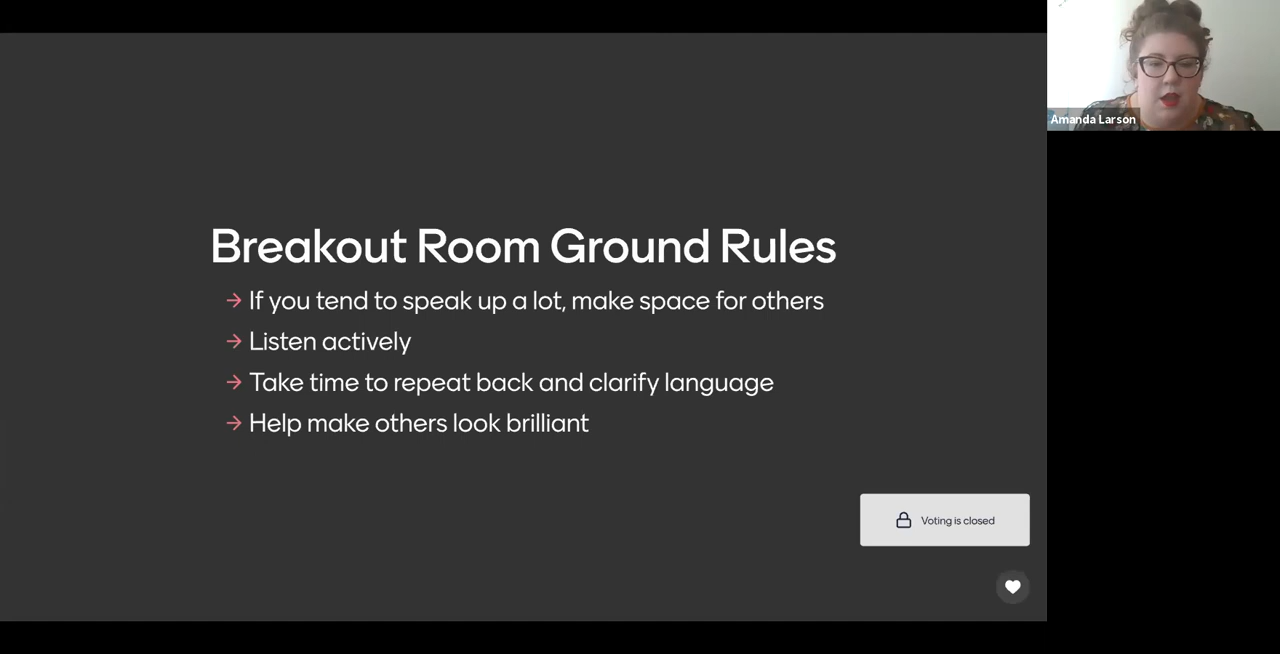 Breakout Room Ground Rules
→ If you tend to speak up a lot, make space for others
→ Listen actively
→ Take time to repeat back and clarify language
→ Help make others look brilliant
Voting is closed
Amanda Larson